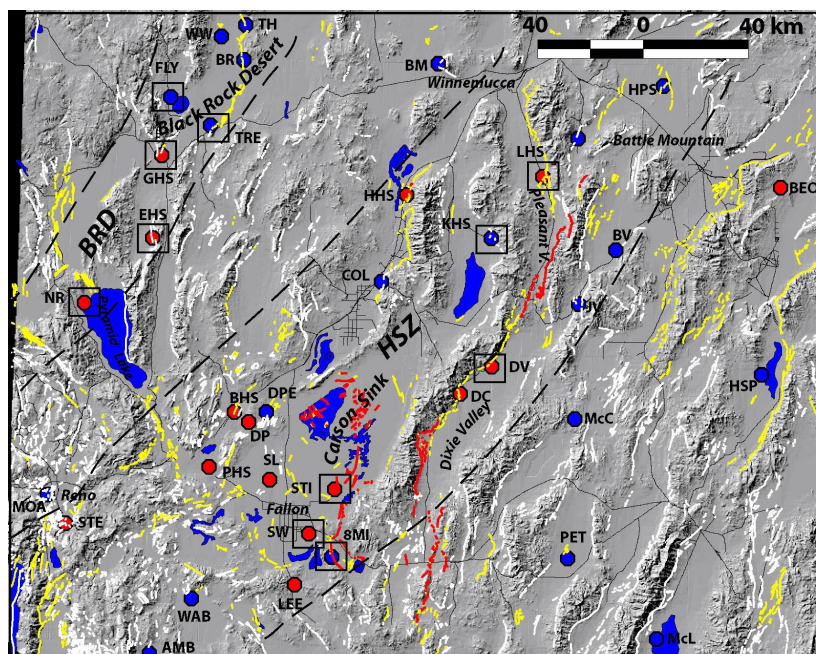 TH
WW
40 0 40 km
BR
BM
FLY
Winnemucca
HPS
Black Rock Desert
TRE
Battle Mountain
GHS
LHS
BEO
HHS
Pleasant V.
EHS
BRD
KHS
BV
COL
NR
JV
Pyramid Lake
HSZ
DV
HSP
BHS
DPE
DC
DP
Carson Sink
Dixie Valley
McC
PHS
SL
STI
MOA
Reno
Fallon
STE
SW
8MI
PET
LEE
WAB
McL
AMB